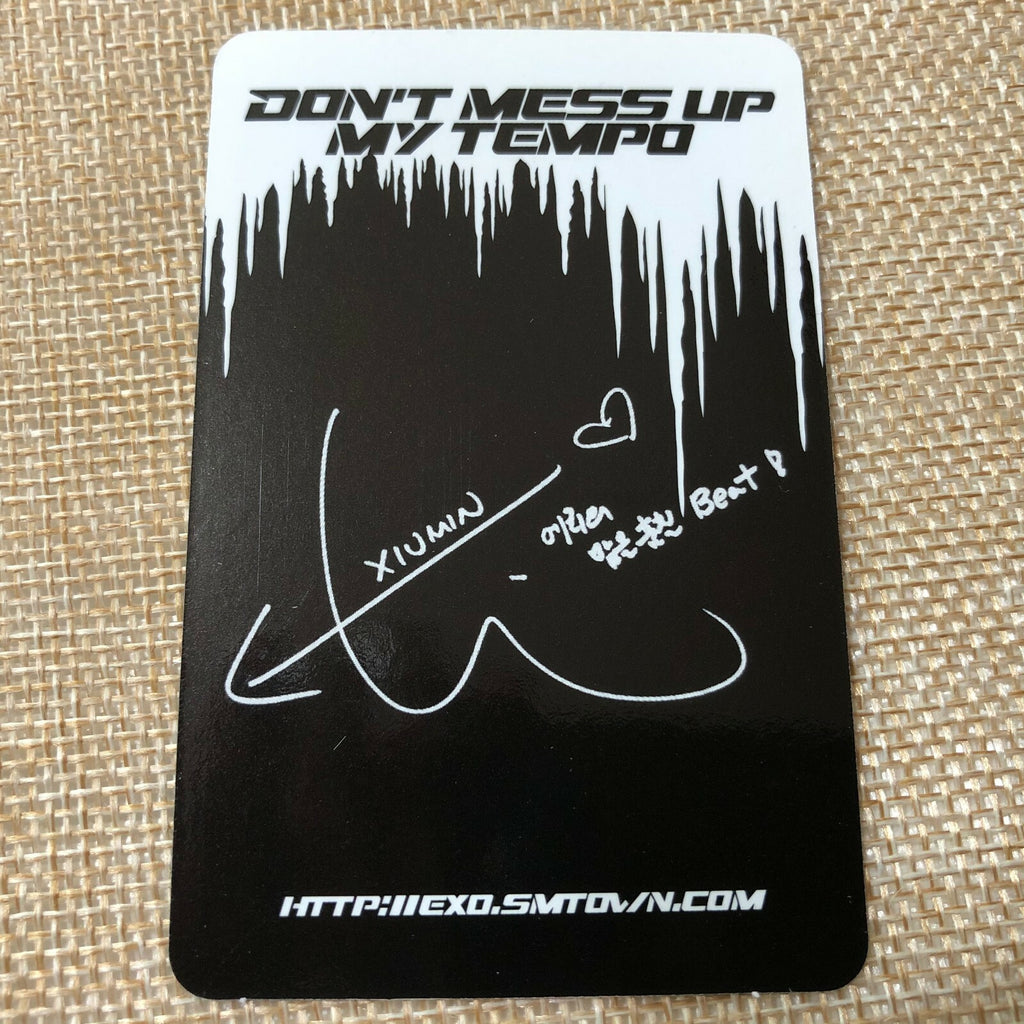 DON'T MESS UP
MY TEMPO
XIUMIN
Beat
HTTP://EXO.SMTOWN.COM